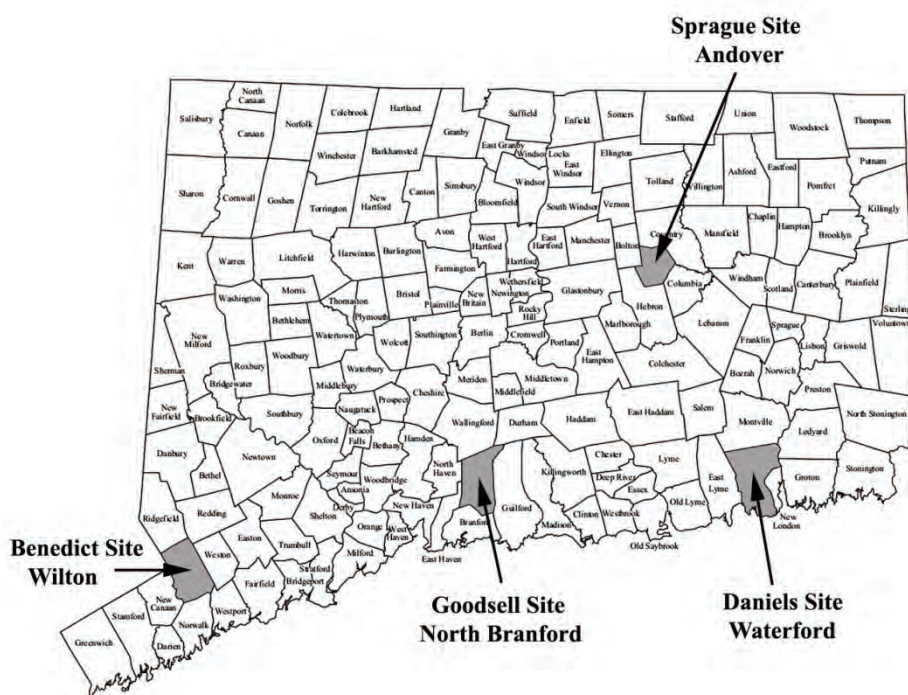 Sprague Site
Andover
North
Canaan
Salisbury
Canaan
Norfolk
Colebrook
Hartland
Granby
Suffield
Enfield
Somers
Stafford
Union
Woodstock
Thompson
East Granby
Windsor Locks
Winchester
Barkhamsted
East
Windsor
Ellington
Putnam
Sharon
Cornwall
Goshen
Torrington
New
Hartford
Canton
Simsbury
Bloomfield
Windsor
South Windsor
Vernon
Tolland
Willington
Ashford
Eastford
Pomfret
Killingly
Avon
West
Hartford
Hartford
East
Hartford
Manchester
Bolton
Coventry
Mansfield
Chaplin
Hampton
Brooklyn
Kent
Warren
Litchfield
Harwinton
Burlington
Farmington
Wethersfield
Newington
Glastonbury
Hebron
Columbia
Windham
Scotland
Canterbury
Plainfield
Sterling
Washington
Morris
Thomaston
Plymouth
Bristol
Plainville
New
Britain
Rocky
Hill
Marlborough
Lebanon
Sprague
Voluntown
New
Milford
Bethlehem
Watertown
Wolcott
Southington
Berlin
Cromwell
Portland
East
Hampton
Colchester
Franklin
Lisbon
Griswold
Sherman
Roxbury
Woodbury
Waterbury
Meriden
Middletown
Middlefield
Bozrah
Norwich
Preston
Bridgewater
Middlebury
Prospect
Cheshire
New
Fairfield
Brookfield
Southbury
Naugatuck
Beacon
Falls
Bethany
Hamden
Wallingford
Durham
Haddam
East Haddam
Salem
Montville
North Stonington
Ledyard
Danbury
Newtown
Oxford
North
Haven
Killingworth
Chester
Lyme
Bethel
Seymour
Woodbridge
Deep River
East
Lyme
Groton
Stonington
Ansonia
Derby
New Haven
Essex
Monroe
Guilford
Ridgefield
Redding
Shelton
Orange
West
Haven
Branford
Madison
Clinton
Westbrook
Old Lyme
New
London
Easton
Trumbull
Milford
East Haven
Old Saybrook
Benedict Site
Wilton
Weston
Stratford
Bridgeport
Fairfield
Goodsell Site
North Branford
Daniels Site
Waterford
New
Canaan
Stamford
Westport
Norwalk
Greenwich
Darien